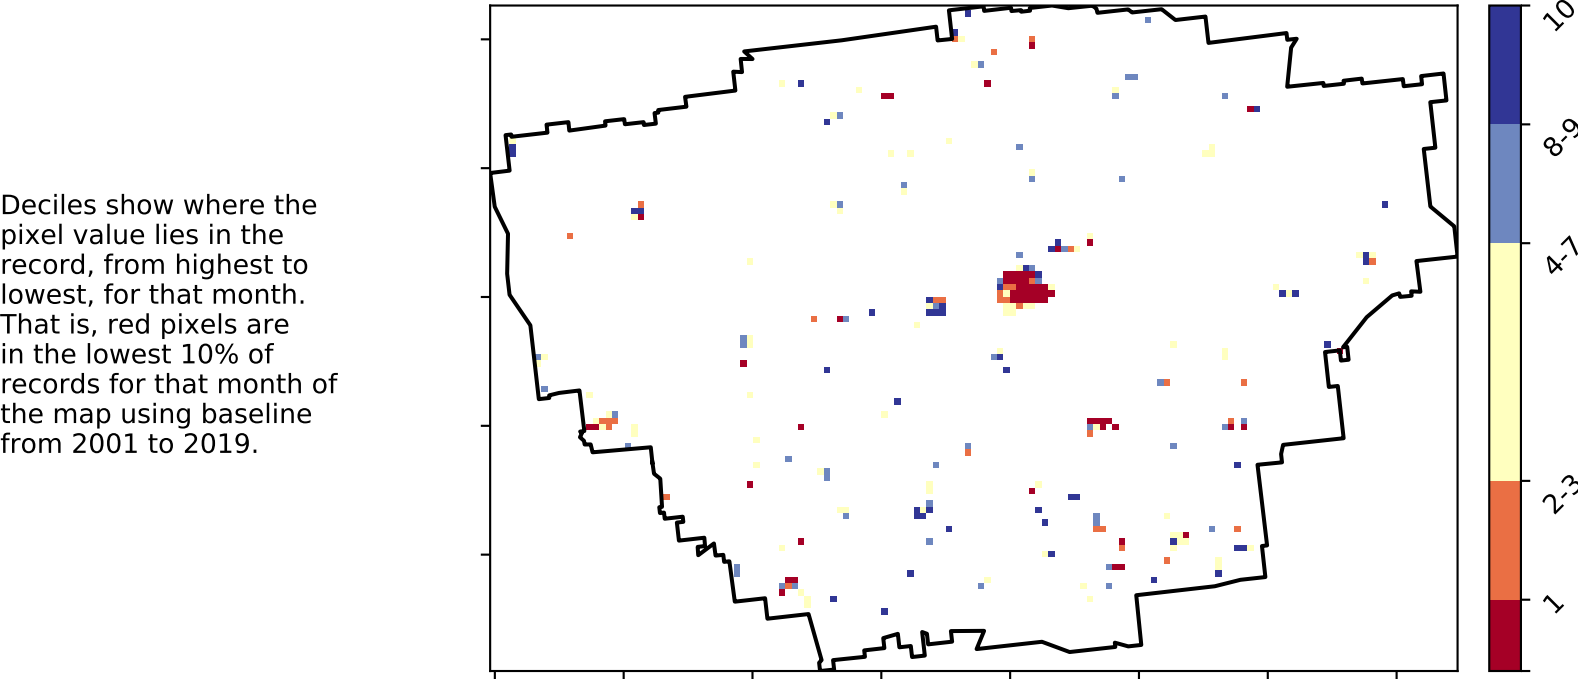 Deciles show where the
pixel value lies in the
record, from highest to
lowest, for that month.
That is, red pixels are
in the lowest 10% of
records for that month of
the map using baseline
from 2001 to 2019.
10
8-9
4-7
2-3
1